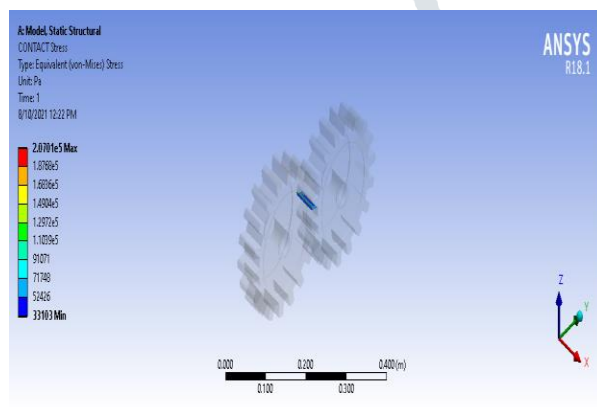 A: Model, Static Structural
CONTACT Stress
Type: Equivalent (von-Mises) Stress
Unit: Pa
Time: 1
8/10/2021 12:22 PM
ANSYS
R18.1
2.0701e5 Max
1.8768e5
1.6836e5
1.4904e5
1.2972e5
1.1039e5
91071
71748
52426
33103 Min
Z
Y
X
0.000
0.200
0.400 (m)
0.100
0.300